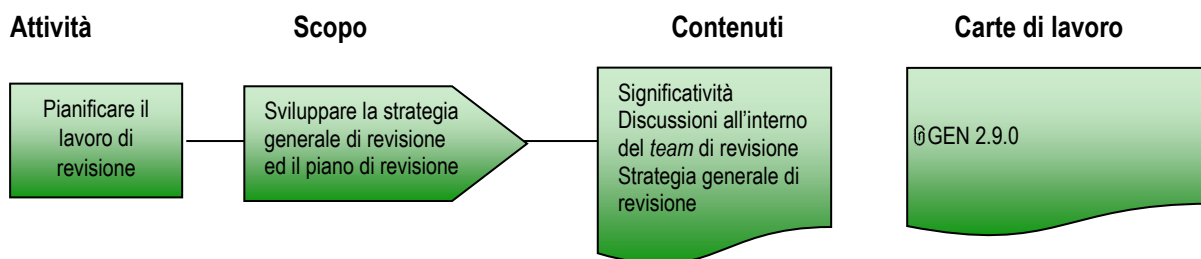 Attività Scopo Contenuti Carte di lavoro
Pianificare il
lavoro di
revisione
Sviluppare la strategia
generale di revisione
ed il piano di revisione
Significatività
Discussioni all'interno
del team di revisione
Strategia generale di
revisione
GEN 2.9.0